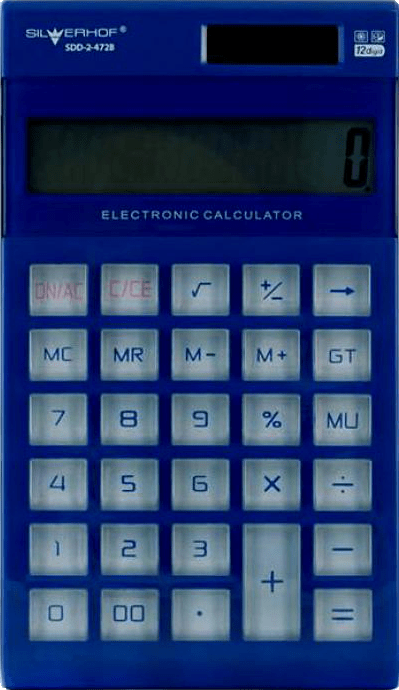 SILVERHOF®
SDD-2-472B
12digit
0.
ELECTRONIC CALCULATOR
ON/AC C/CE √ +/− →
MC MR M− M+ GT
7 8 9 % MU
4 5 6 × ÷
1 2 3 + −
0 00 . =